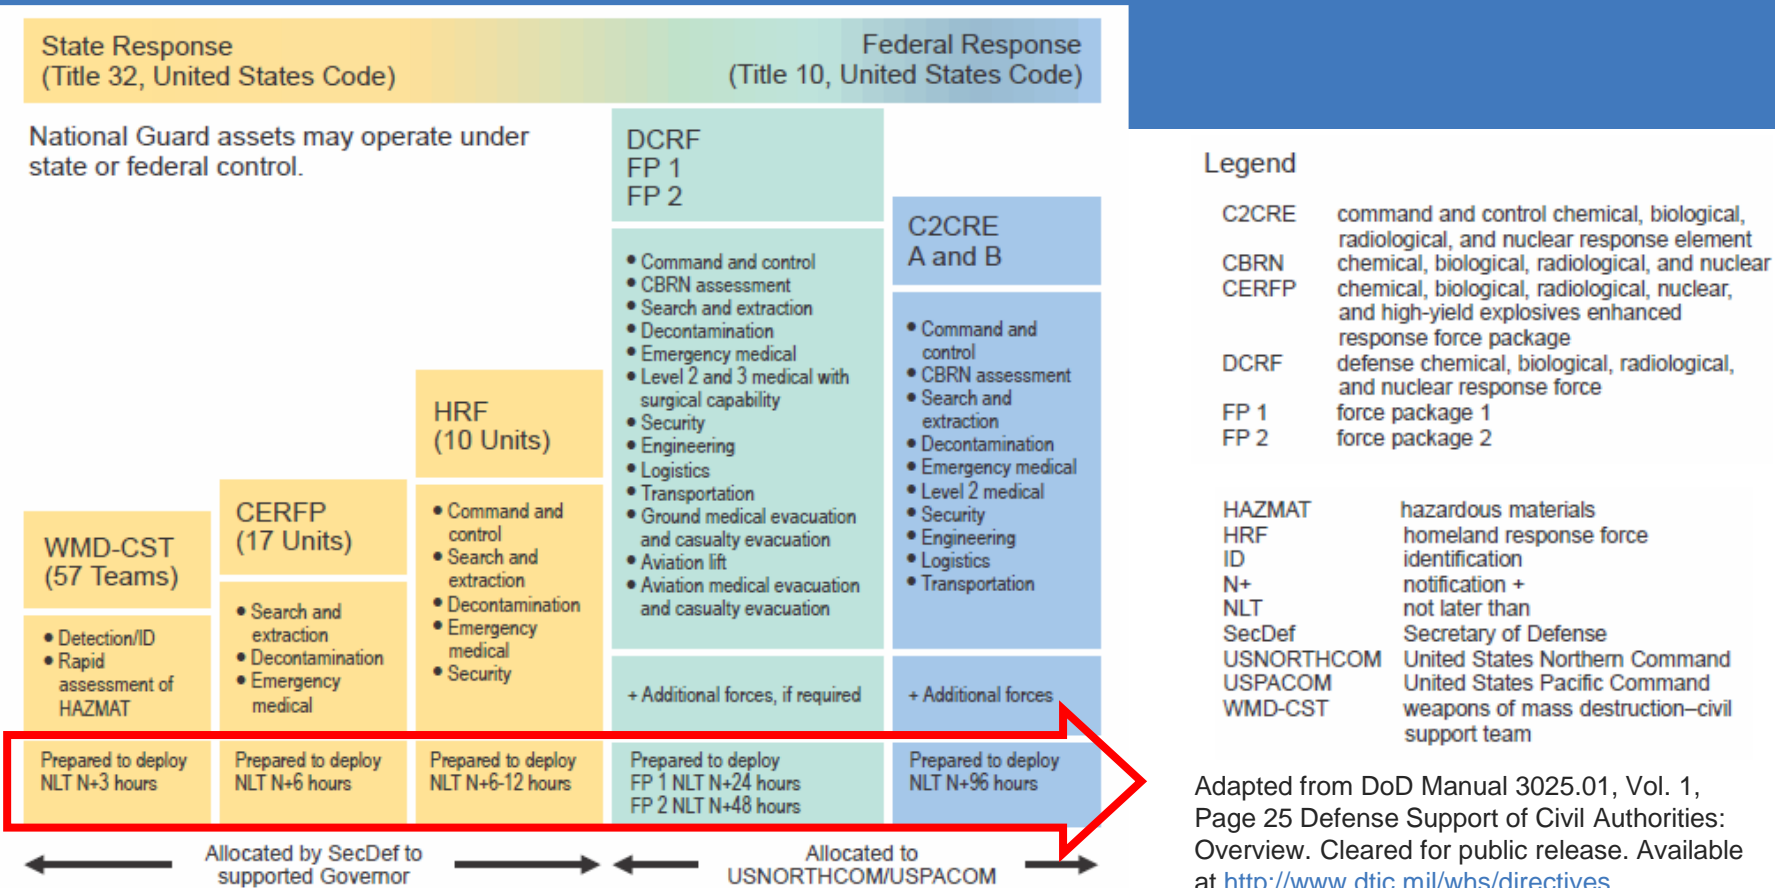 State Response
(Title 32, United States Code)
Federal Response
(Title 10, United States Code)
National Guard assets may operate under
state or federal control.
WMD-CST
(57 Teams)
• Detection/ID
• Rapid
assessment of
HAZMAT
Prepared to deploy
NLT N+3 hours
CERFP
(17 Units)
• Search and
extraction
• Decontamination
• Emergency
medical
Prepared to deploy
NLT N+6 hours
HRF
(10 Units)
• Command and
control
• Search and
extraction
• Decontamination
• Emergency
medical
• Security
Prepared to deploy
NLT N+6-12 hours
DCRF
FP 1
FP 2
• Command and control
• CBRN assessment
• Search and extraction
• Decontamination
• Emergency medical
• Level 2 and 3 medical with
surgical capability
• Security
• Engineering
• Logistics
• Transportation
• Ground medical evacuation
and casualty evacuation
• Aviation lift
• Aviation medical evacuation
and casualty evacuation
+ Additional forces, if required
Prepared to deploy
FP 1 NLT N+24 hours
FP 2 NLT N+48 hours
C2CRE
A and B
• Command and
control
• CBRN assessment
• Search and
extraction
• Decontamination
• Emergency medical
• Level 2 medical
• Security
• Engineering
• Logistics
• Transportation
+ Additional forces
Prepared to deploy
NLT N+96 hours
Allocated by SecDef to
supported Governor
Allocated to
USNORTHCOM/USPACOM
Legend
C2CRE command and control chemical, biological,
radiological, and nuclear response element
CBRN chemical, biological, radiological, and nuclear
CERFP chemical, biological, radiological, nuclear,
and high-yield explosives enhanced
response force package
DCRF defense chemical, biological, radiological,
and nuclear response force
FP 1 force package 1
FP 2 force package 2
HAZMAT hazardous materials
HRF homeland response force
ID identification
N+ notification +
NLT not later than
SecDef Secretary of Defense
USNORTHCOM United States Northern Command
USPACOM United States Pacific Command
WMD-CST weapons of mass destruction–civil
support team
Adapted from DoD Manual 3025.01, Vol. 1,
Page 25 Defense Support of Civil Authorities:
Overview. Cleared for public release. Available
at http://www.dtic.mil/whs/directives